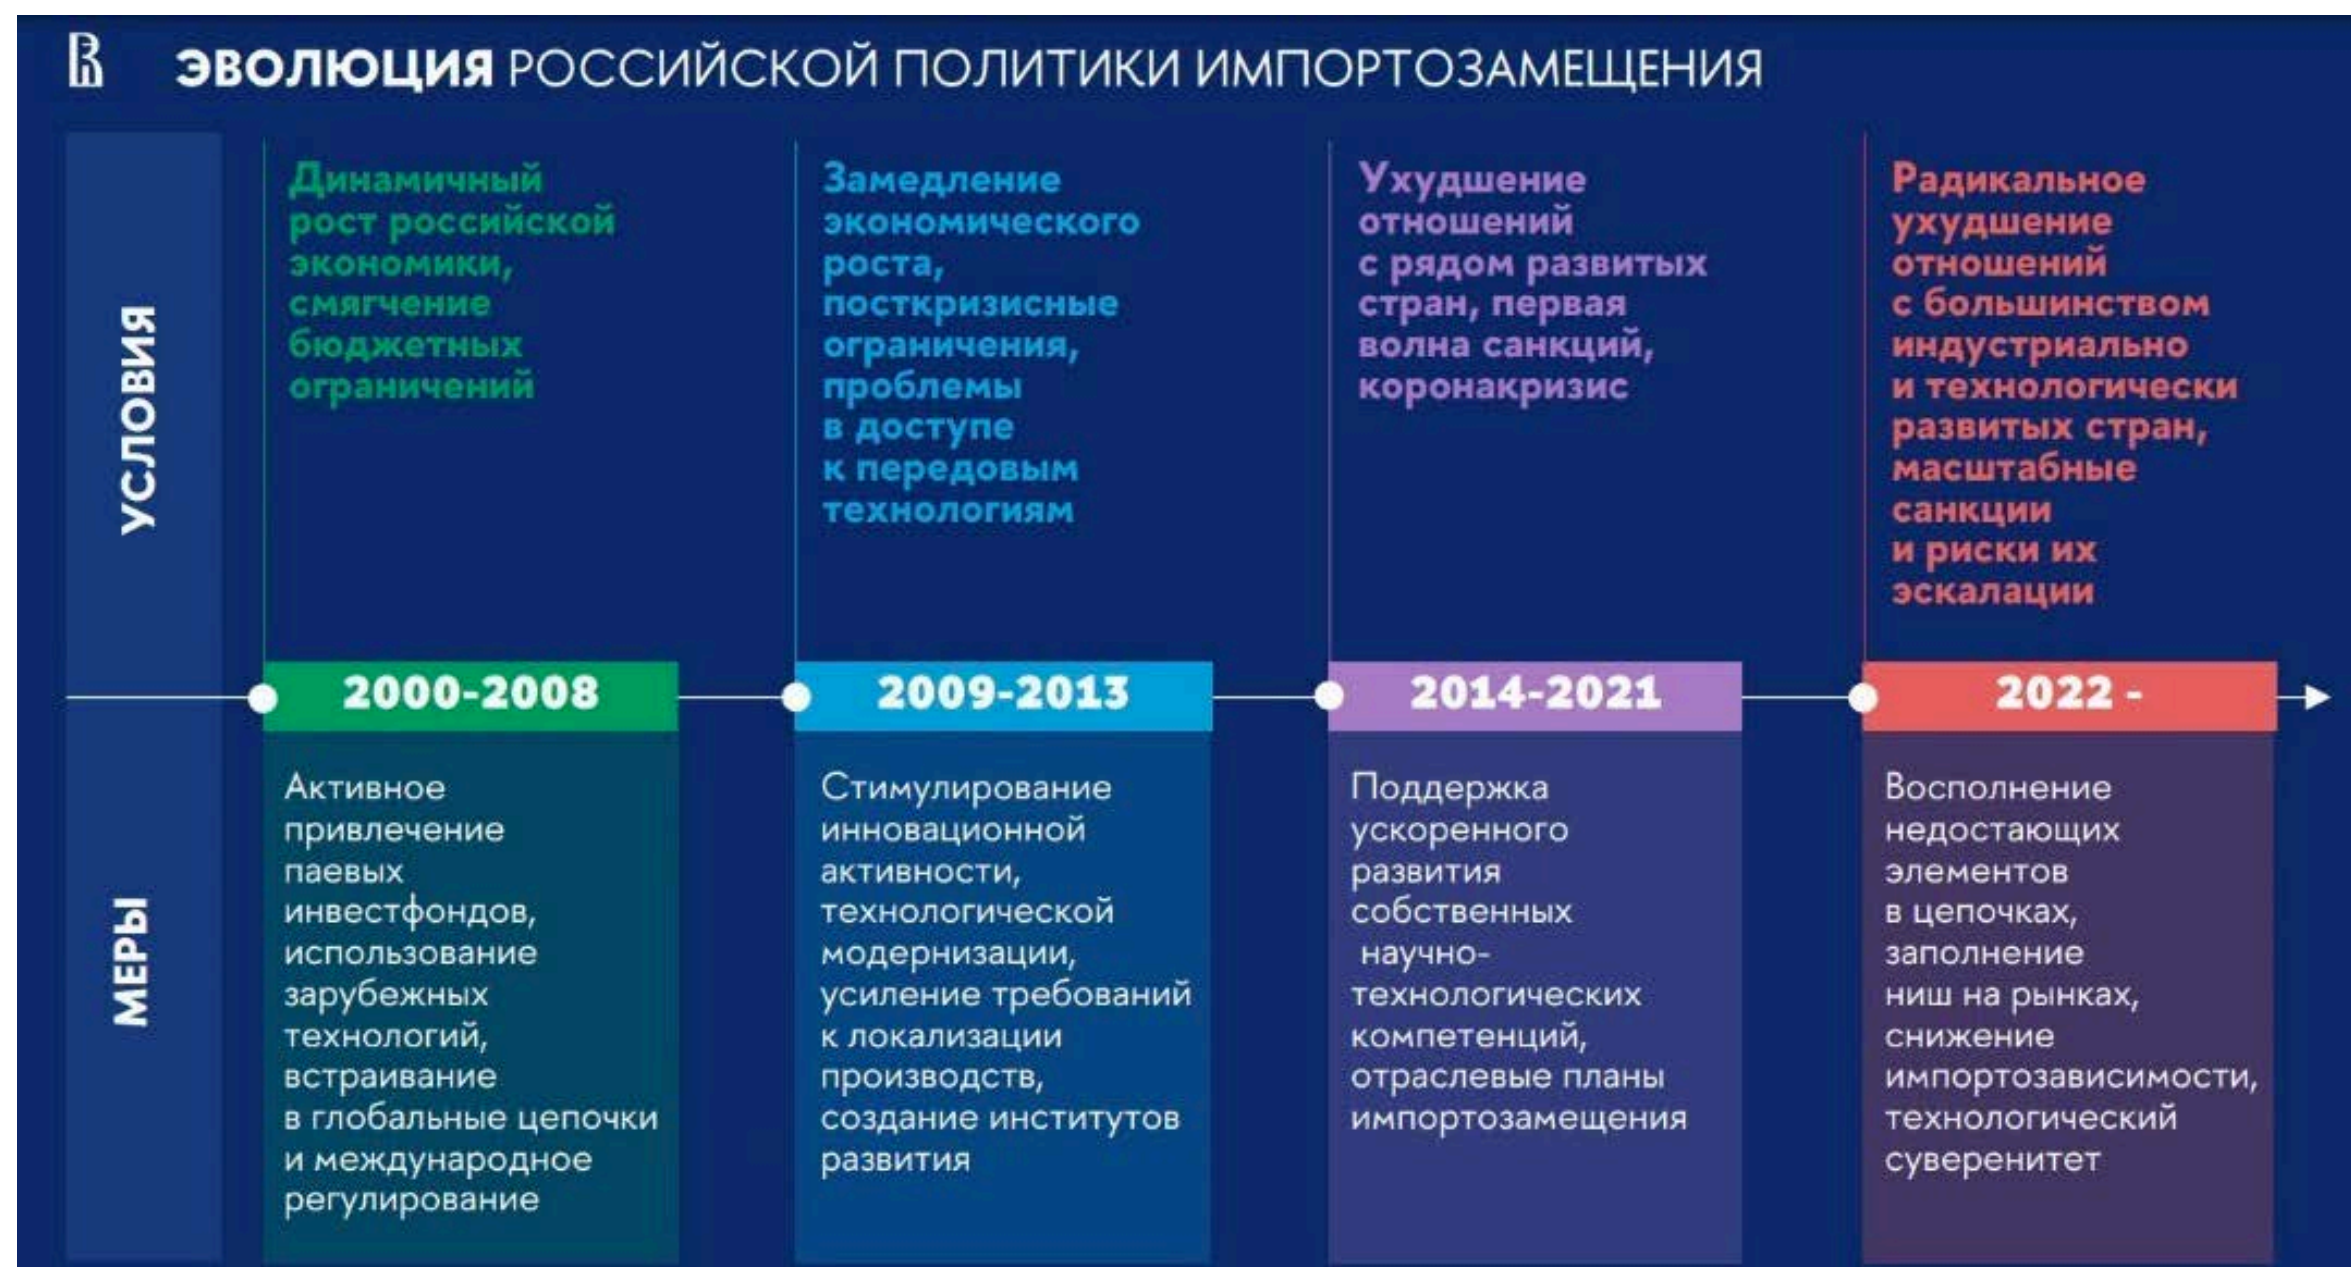 ЭВОЛЮЦИЯ РОССИЙСКОЙ ПОЛИТИКИ ИМПОРТОЗАМЕЩЕНИЯ
УСЛОВИЯ
Динамичный
рост российской
экономики,
смягчение
бюджетных
ограничений
Замедление
экономического
роста,
посткризисные
ограничения,
проблемы
в доступе
к передовым
технологиям
Ухудшение
отношений
с рядом развитых
стран, первая
волна санкций,
коронакризис
Радикальное
ухудшение
отношений
с большинством
индустриально
и технологически
развитых стран,
масштабные
санкции
и риски их
эскалации
2000-2008
2009-2013
2014-2021
2022 -
МЕРЫ
Активное
привлечение
паевых
инвестфондов,
использование
зарубежных
технологий,
встраивание
в глобальные цепочки
и международное
регулирование
Стимулирование
инновационной
активности,
технологической
модернизации,
усиление требований
к локализации
производств,
создание институтов
развития
Поддержка
ускоренного
развития
собственных
научно-
технологических
компетенций,
отраслевые планы
импортозамещения
Восполнение
недостающих
элементов
в цепочках,
заполнение
ниш на рынках,
снижение
импортозависимости,
технологический
суверенитет